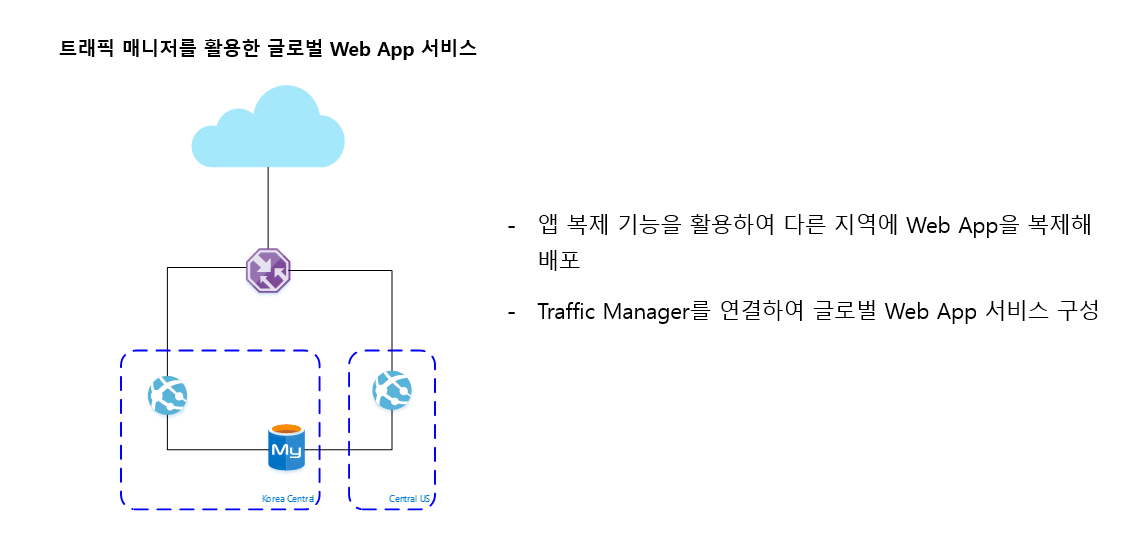 트래픽 매니저를 활용한 글로벌 Web App 서비스
- 앱 복제 기능을 활용하여 다른 지역에 Web App을 복제해
배포
- Traffic Manager를 연결하여 글로벌 Web App 서비스 구성
My
Korea Central
Central US